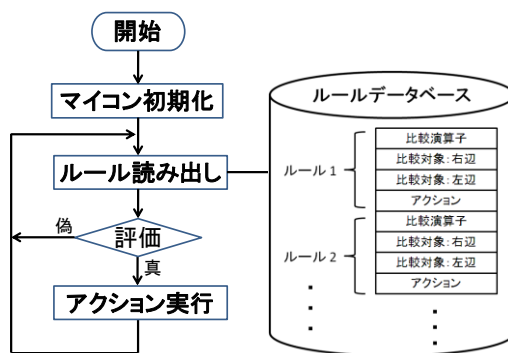 開始
マイコン初期化
ルール読み出し
偽
評価
真
アクション実行
ルールデータベース
ルール1
比較演算子
比較対象:右辺
比較対象:左辺
アクション
ルール2
比較演算子
比較対象:右辺
比較対象:左辺
アクション